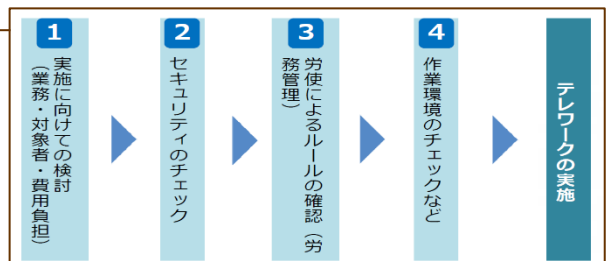 1
実施に向けての検討
（業務・対象者・費用負担）
2
セキュリティのチェック
3
労使によるルールの確認（労
務管理）
4
作業環境のチェックなど
テレワークの実施